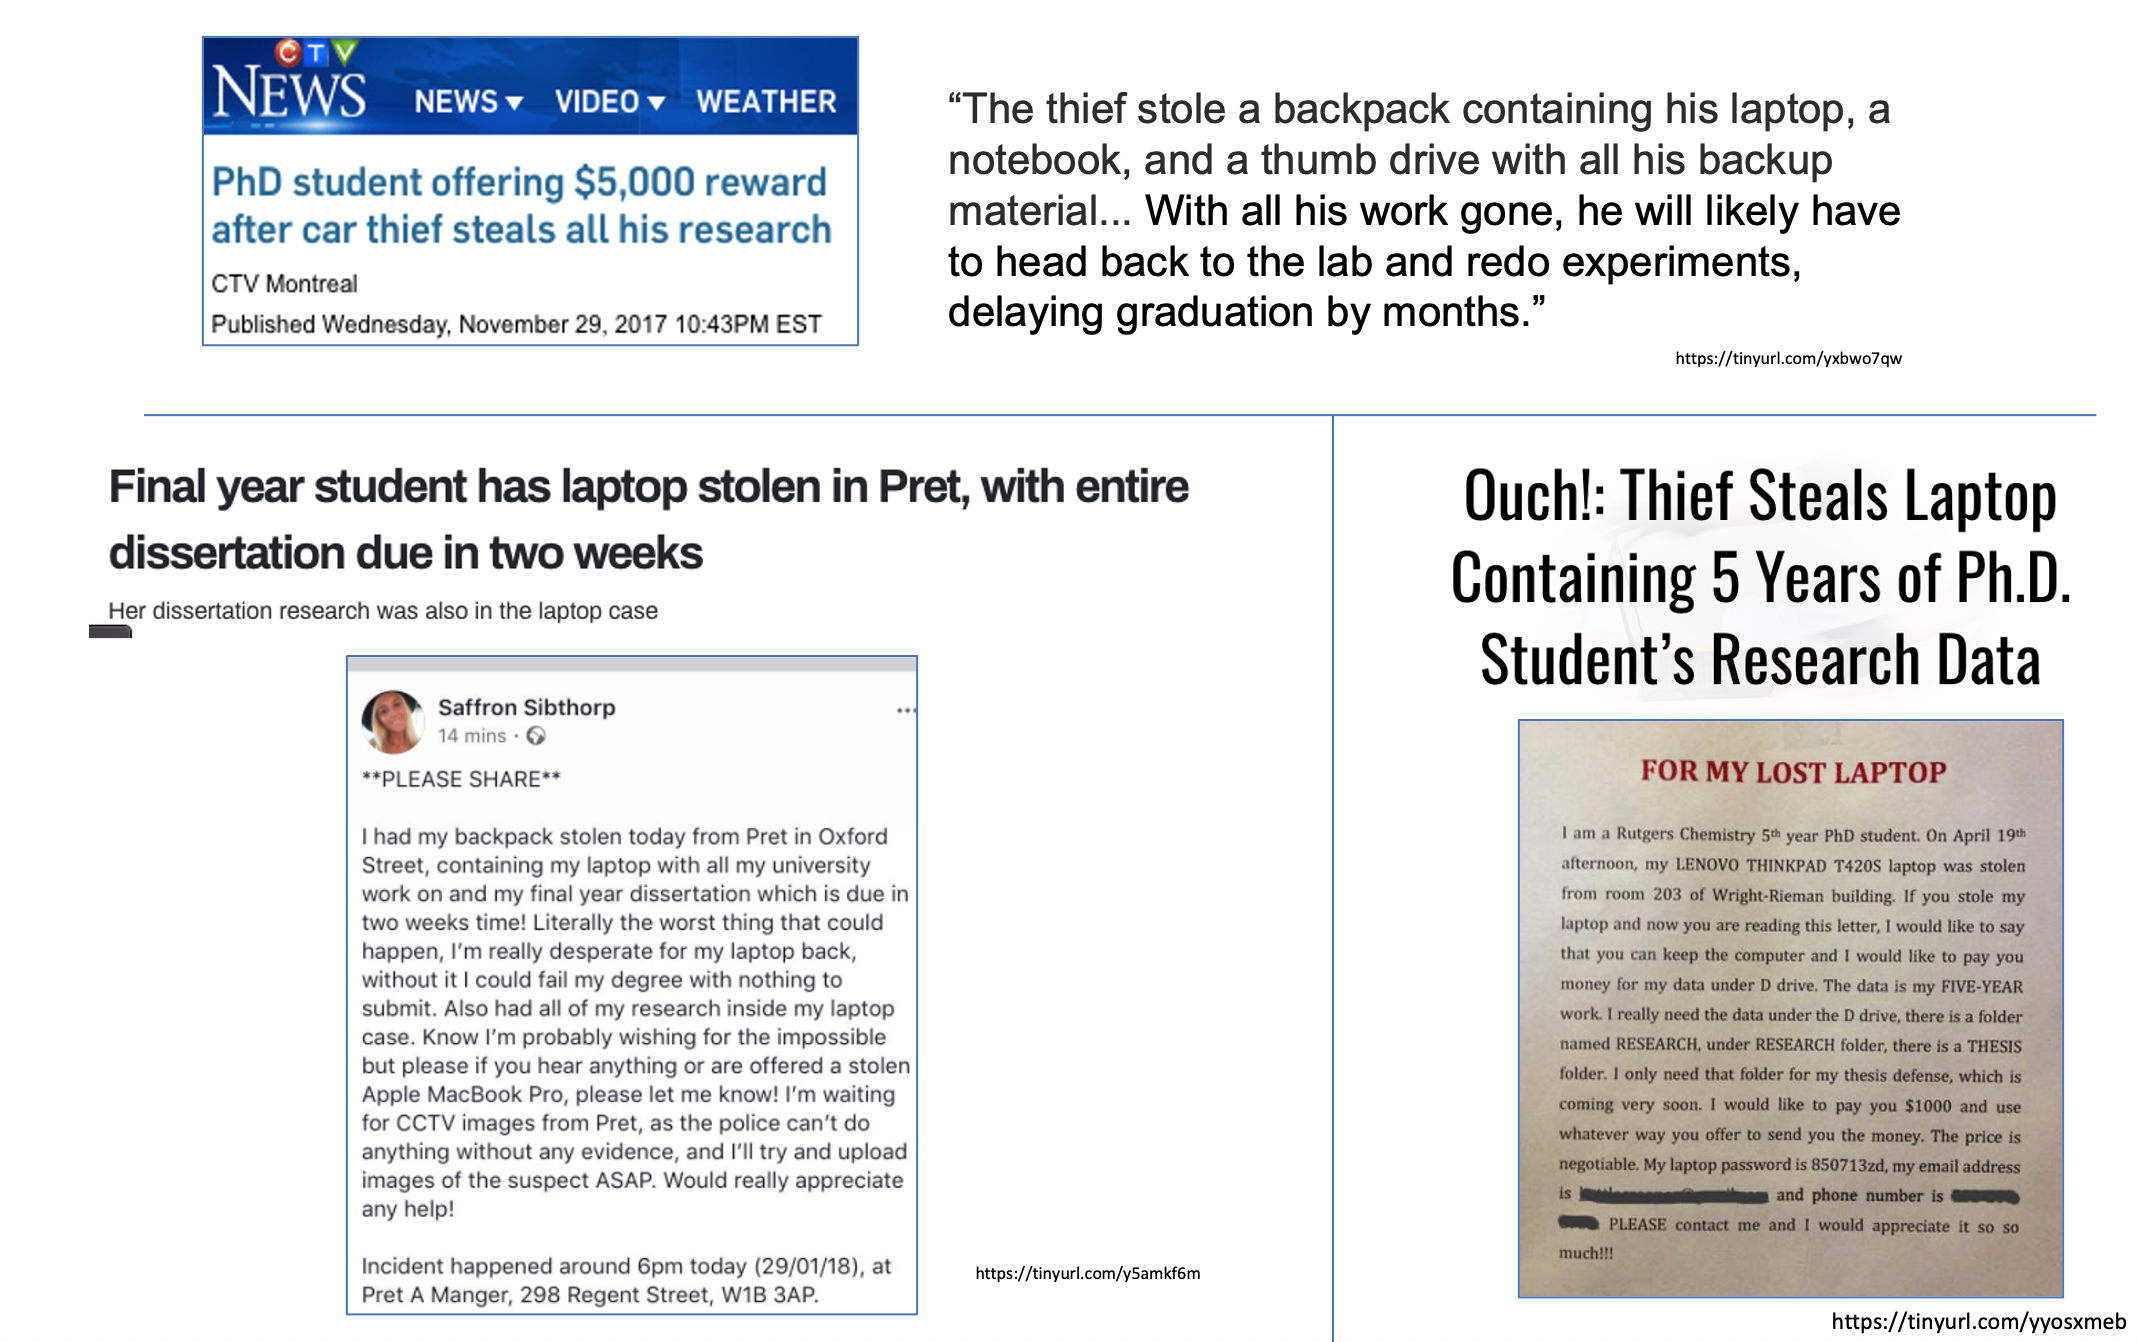 CTV
NEWS
NEWS ▾ VIDEO ▾ WEATHER
PhD student offering $5,000 reward
after car thief steals all his research
CTV Montreal
Published Wednesday, November 29, 2017 10:43PM EST
“The thief stole a backpack containing his laptop, a
notebook, and a thumb drive with all his backup
material... With all his work gone, he will likely have
to head back to the lab and redo experiments,
delaying graduation by months.”
https://tinyurl.com/yxbwo7qw
Final year student has laptop stolen in Pret, with entire
dissertation due in two weeks
Her dissertation research was also in the laptop case
Saffron Sibthorp
14 mins ·
**PLEASE SHARE**
I had my backpack stolen today from Pret in Oxford
Street, containing my laptop with all my university
work on and my final year dissertation which is due in
two weeks time! Literally the worst thing that could
happen, I’m really desperate for my laptop back,
without it I could fail my degree with nothing to
submit. Also had all of my research inside my laptop
case. Know I’m probably wishing for the impossible
but please if you hear anything or are offered a stolen
Apple MacBook Pro, please let me know! I’m waiting
for CCTV images from Pret, as the police can’t do
anything without any evidence, and I’ll try and upload
images of the suspect ASAP. Would really appreciate
any help!
Incident happened around 6pm today (29/01/18), at
Pret A Manger, 298 Regent Street, W1B 3AP.
https://tinyurl.com/y5amkf6m
Ouch!: Thief Steals Laptop
Containing 5 Years of Ph.D.
Student’s Research Data
FOR MY LOST LAPTOP
I am a Rutgers Chemistry 5th year PhD student. On April 19th
afternoon, my LENOVO THINKPAD T420S laptop was stolen
from room 203 of Wright-Rieman building. If you stole my
laptop and now you are reading this letter, I would like to say
that you can keep the computer and I would like to pay you
money for my data under D drive. The data is my FIVE-YEAR
work. I really need the data under the D drive, there is a folder
named RESEARCH, under RESEARCH folder, there is a THESIS
folder. I only need that folder for my thesis defense, which is
coming very soon. I would like to pay you $1000 and use
whatever way you offer to send you the money. The price is
negotiable. My laptop password is 850713zd, my email address
is and phone number is
PLEASE contact me and I would appreciate it so so
much!!!
https://tinyurl.com/yyosxmeb